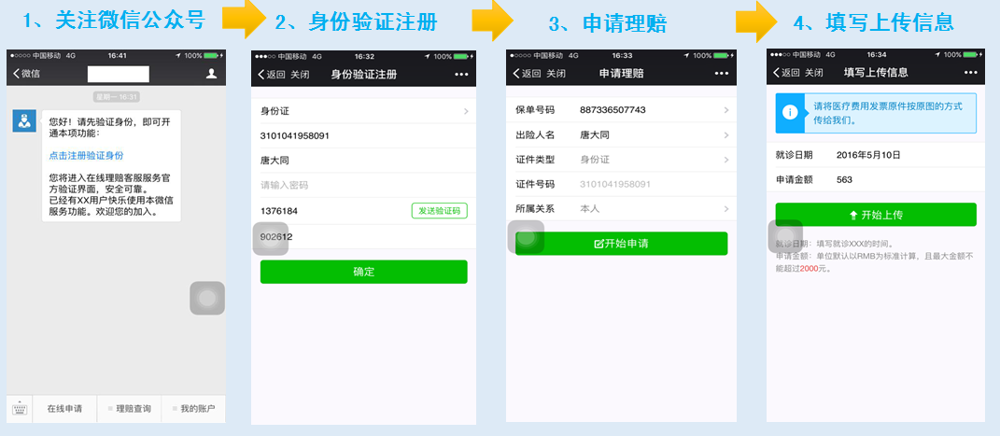 1、关注微信公众号
2、身份验证注册
3、申请理赔
4、填写上传信息
中国移动 4G 16:41 100%
微信
星期一 16:31
您好！请先验证身份，即可开
通本项功能：
点击注册验证身份
您将进入在线理赔客服服务官
方验证界面，安全可靠。
已经有XX用户快乐使用本微信
服务功能。欢迎您的加入。
在线申请
理赔查询
我的账户
中国移动 4G 16:32 100%
返回 关闭 身份验证注册
身份证
3101041958091
唐大同
请输入密码
1376184 发送验证码
902612
确定
中国移动 4G 16:33 100%
返回 关闭 申请理赔
保单号码 887336507743
出险人名 唐大同
证件类型 身份证
证件号码 3101041958091
所属关系 本人
开始申请
中国移动 4G 16:34 100%
返回 关闭 填写上传信息
请将医疗费用发票原件按原图的方式
传给我们。
就诊日期 2016年5月10日
申请金额 563
开始上传
就诊日期：填写就诊XXX的时间。
申请金额：单位默认以RMB为标准计算，且最大金额不
能超过2000元。